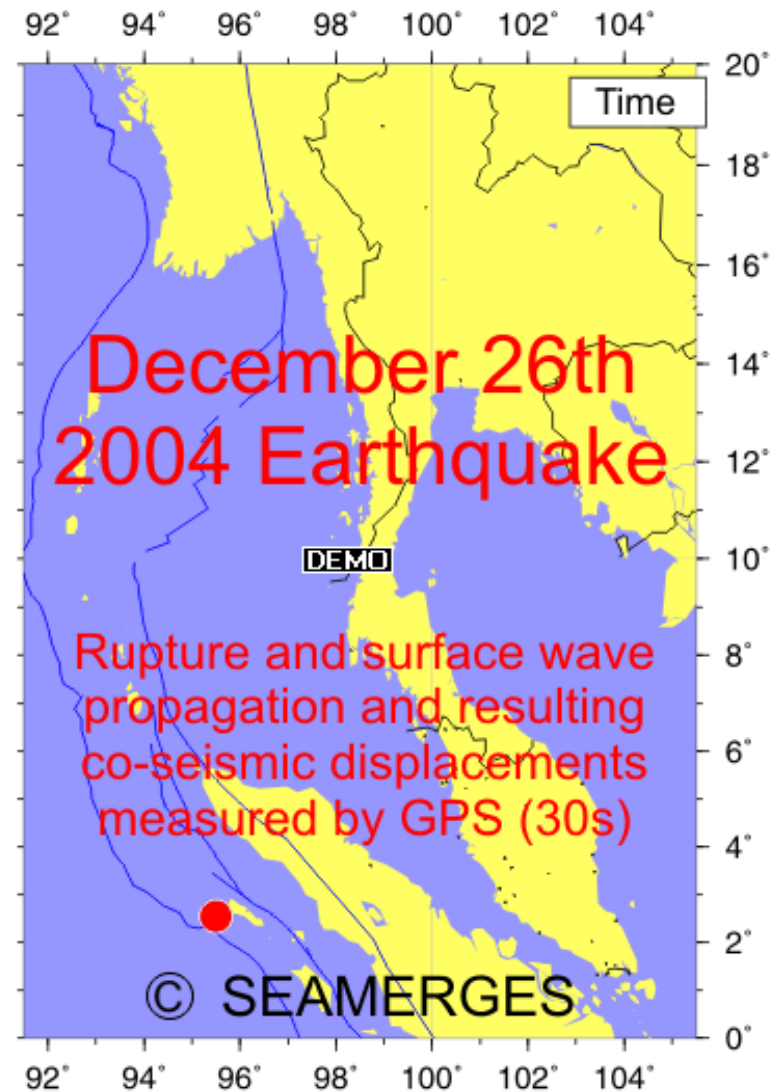 92° 94° 96° 98° 100° 102° 104°
20°
Time
18°
16°
14°
December 26th
2004 Earthquake
12°
DEMO
10°
Rupture and surface wave
8°
propagation and resulting
co-seismic displacements
6°
measured by GPS (30s)
4°
2°
© SEAMERGES
0°
92° 94° 96° 98° 100° 102° 104°